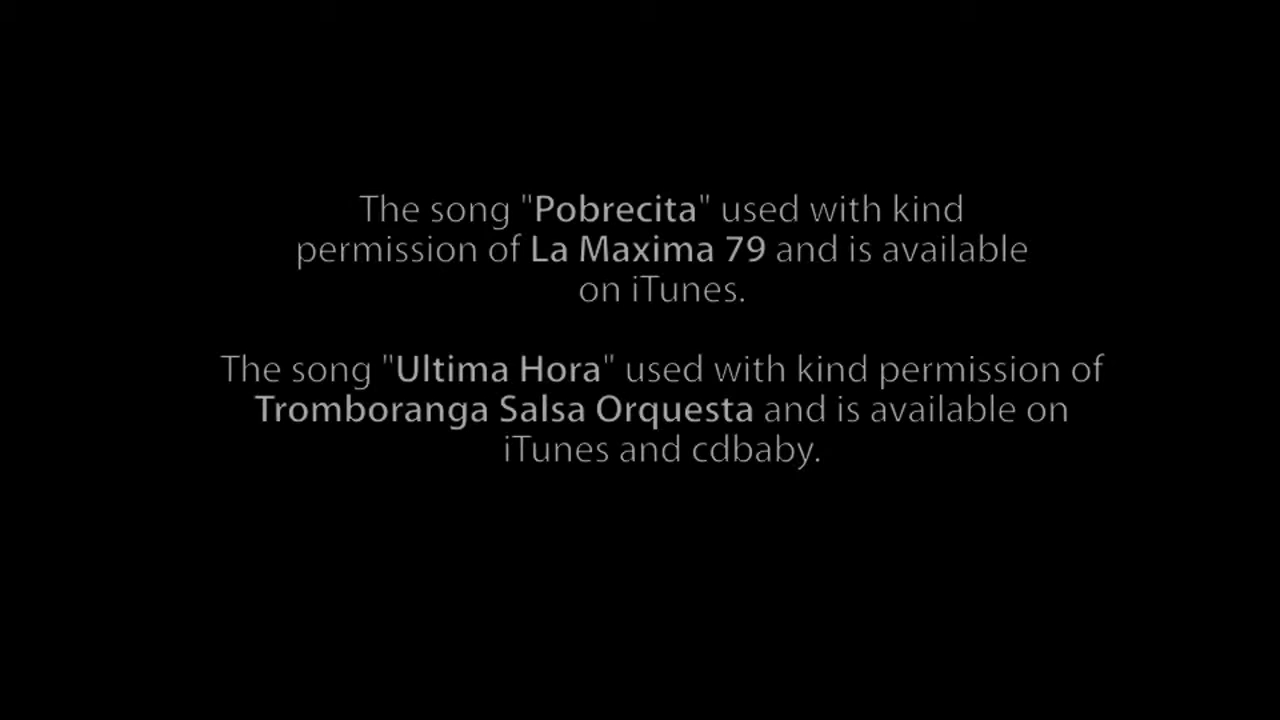 The song "Pobrecita" used with kind
permission of La Maxima 79 and is available
on iTunes.
The song "Ultima Hora" used with kind permission of
Tromboranga Salsa Orquesta and is available on
iTunes and cdbaby.